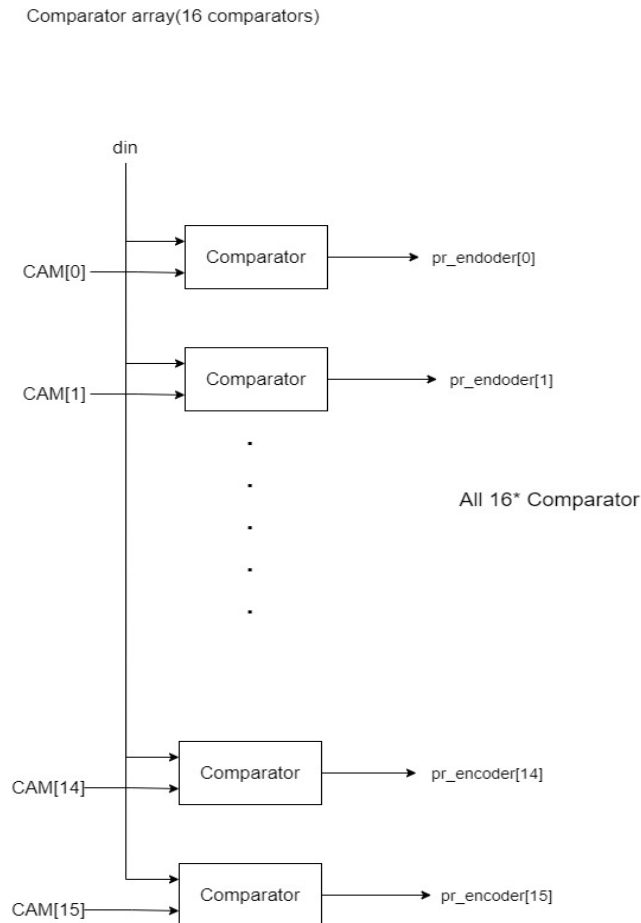 Comparator array(16 comparators)
din
Comparator
pr_endoder[0]
CAM[0]
Comparator
pr_endoder[1]
CAM[1]
All 16* Comparator
Comparator
pr_encoder[14]
CAM[14]
Comparator
pr_encoder[15]
CAM[15]